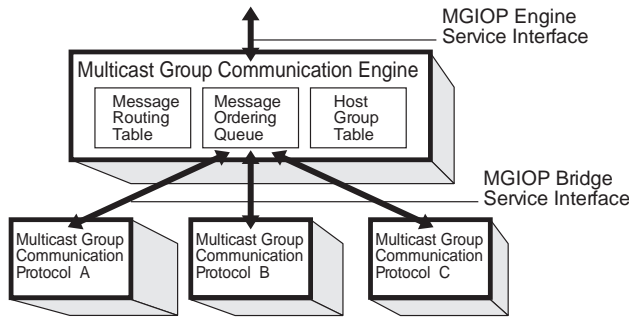 MGIOP Engine
Service Interface
Multicast Group Communication Engine
Message
Routing
Table
Message
Ordering
Queue
Host
Group
Table
MGIOP Bridge
Service Interface
Multicast Group
Communication
Protocol A
Multicast Group
Communication
Protocol B
Multicast Group
Communication
Protocol C